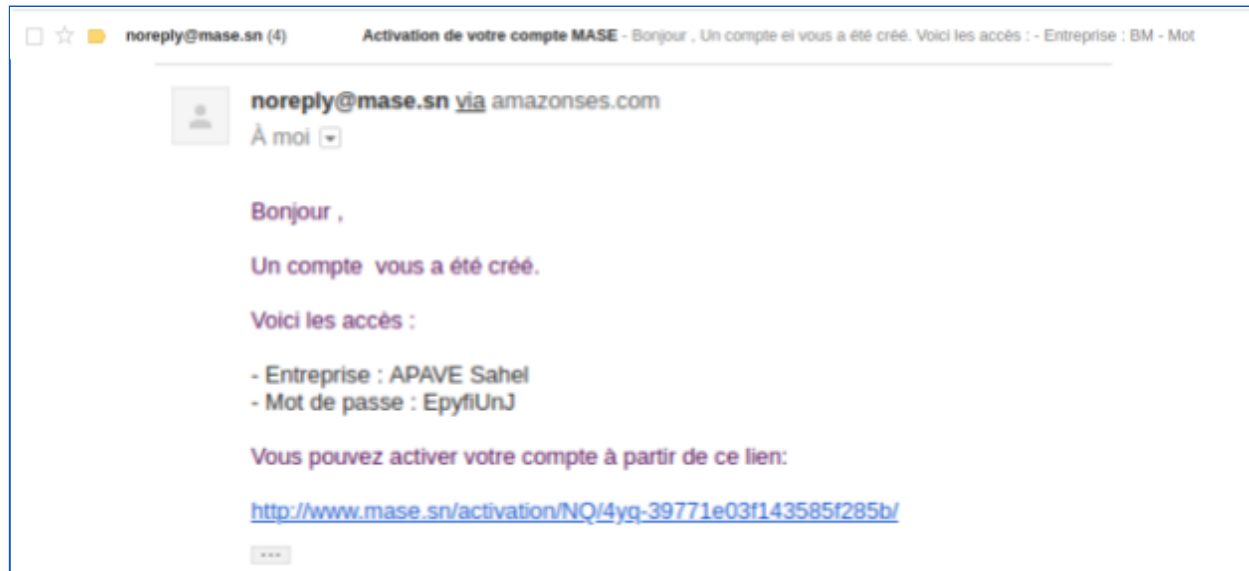 noreply@mase.sn (4) Activation de votre compte MASE - Bonjour , Un compte ei vous a été créé. Voici les accès : - Entreprise : BM - Mot
noreply@mase.sn via amazonses.com
À moi
Bonjour ,
Un compte vous a été créé.
Voici les accès :
- Entreprise : APAVE Sahel
- Mot de passe : EpyfiUnJ
Vous pouvez activer votre compte à partir de ce lien:
http://www.mase.sn/activation/NQ/4yq-39771e03f143585f285b/